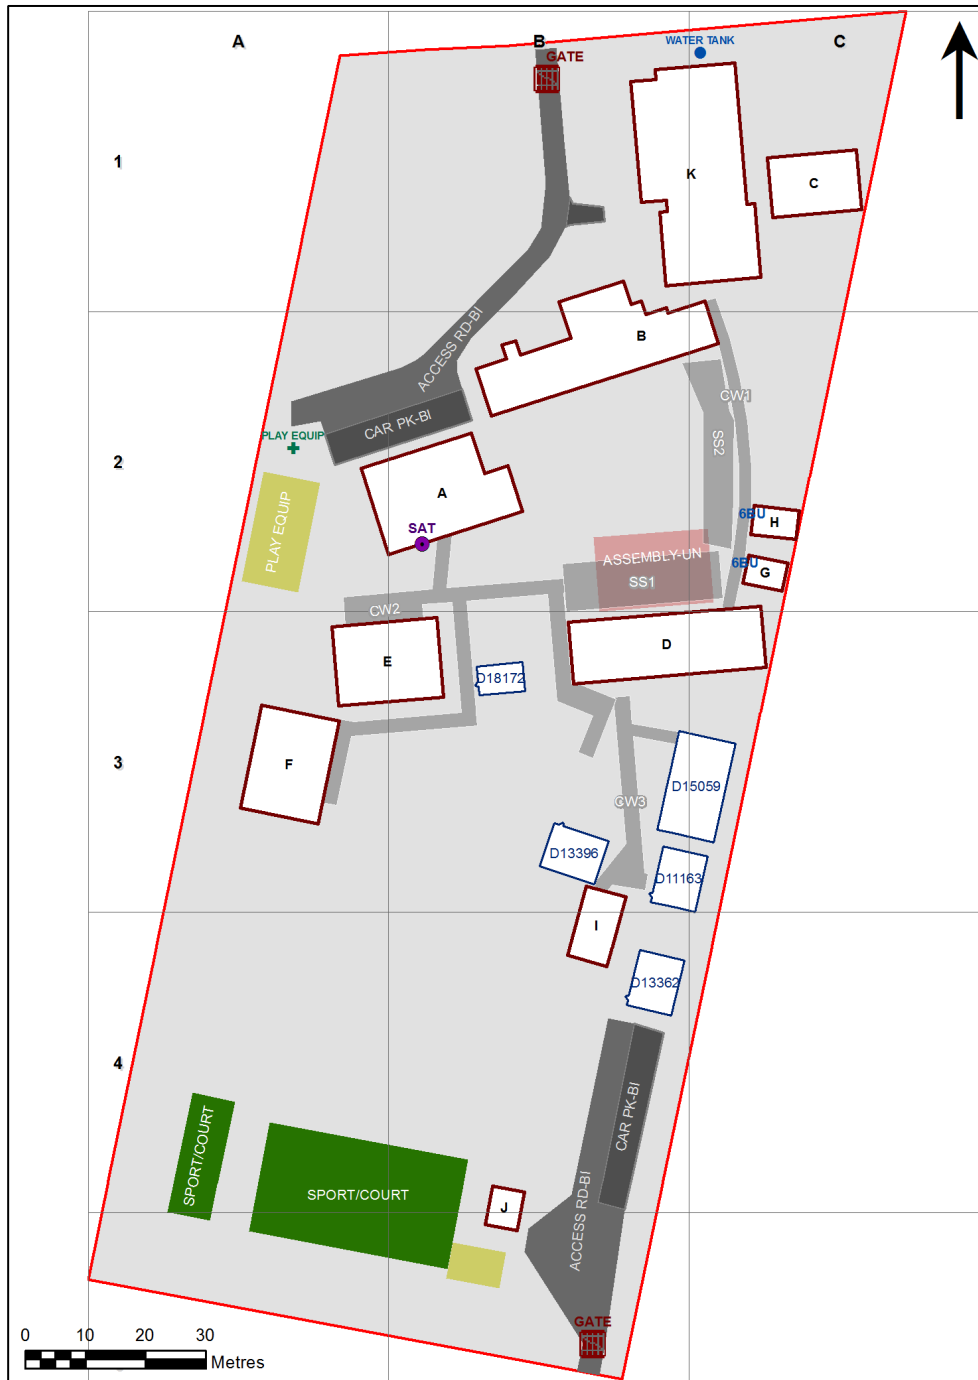 A
B
C
WATER TANK
GATE
1
K
C
ACCESS RD-BI
B
CAR PK-BI
CW1
PLAY EQUIP
SS2
2
A
PLAY EQUIP
SAT
6BU
H
ASSEMBLY-UN
6BU
G
SS1
CW2
D
E
D18172
3
F
D15059
CW3
D13396
D11163
I
D13362
4
CAR PK-BI
SPORT/COURT
SPORT/COURT
J
ACCESS RD-BI
GATE
0 10 20 30
Metres